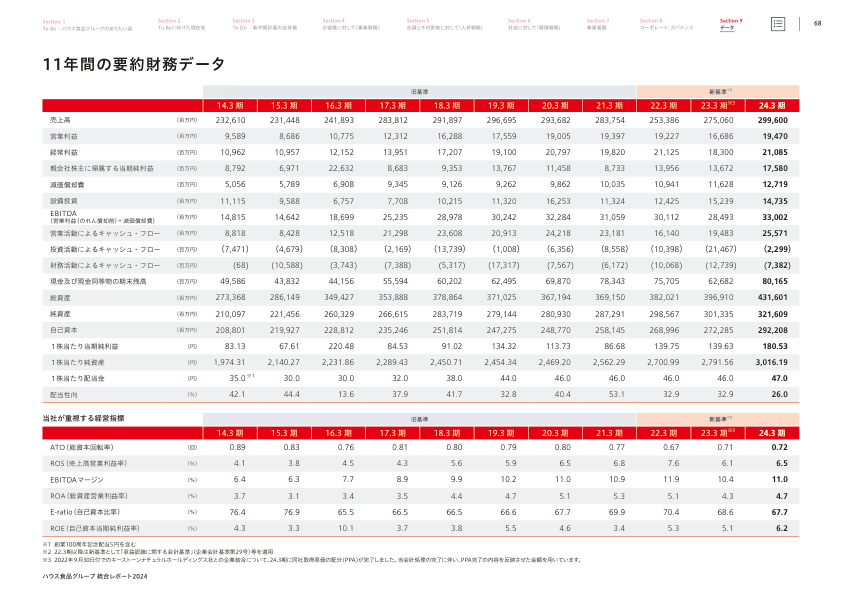 Section 1
To Be - ハウス食品グループのありたい姿
Section 2
To Beに向けた現在地
Section 3
To Do - 新中期計画の全体像
Section 4
お客様に対して（事業戦略）
Section 5
社員とその家族に対して（人材戦略）
Section 6
社会に対して（環境戦略）
Section 7
事業基盤
Section 8
コーポレート・ガバナンス
Section 9
データ
68
11年間の要約財務データ
旧基準 新基準※2
14.3 期 15.3 期 16.3 期 17.3 期 18.3 期 19.3 期 20.3 期 21.3 期 22.3 期 23.3 期※3 24.3 期
売上高 (百万円) 232,610 231,448 241,893 283,812 291,897 296,695 293,682 283,754 253,386 275,060 299,600
営業利益 (百万円) 9,589 8,686 10,775 12,312 16,288 17,559 19,005 19,397 19,227 16,686 19,470
経常利益 (百万円) 10,962 10,957 12,152 13,951 17,207 19,100 20,797 19,820 21,125 18,300 21,085
親会社株主に帰属する当期純利益 (百万円) 8,792 6,971 22,632 8,683 9,353 13,767 11,458 8,733 13,956 13,672 17,580
減価償却費 (百万円) 5,056 5,789 6,908 9,345 9,126 9,262 9,862 10,035 10,941 11,628 12,719
設備投資 (百万円) 11,115 9,588 6,757 7,708 10,215 11,320 16,253 11,324 12,425 15,239 14,735
EBITDA
(営業利益(のれん償却前)＋減価償却費) (百万円) 14,815 14,642 18,699 25,235 28,978 30,242 32,284 31,059 30,112 28,493 33,002
営業活動によるキャッシュ・フロー (百万円) 8,818 8,428 12,518 21,298 23,608 20,913 24,218 23,181 16,140 19,483 25,571
投資活動によるキャッシュ・フロー (百万円) (7,471) (4,679) (8,308) (2,169) (13,739) (1,008) (6,356) (8,558) (10,398) (21,467) (2,299)
財務活動によるキャッシュ・フロー (百万円) (68) (10,588) (3,743) (7,388) (5,317) (17,317) (7,567) (6,172) (10,068) (12,739) (7,382)
現金及び現金同等物の期末残高 (百万円) 49,586 43,832 44,156 55,594 60,202 62,495 69,870 78,343 75,705 62,682 80,165
総資産 (百万円) 273,368 286,149 349,427 353,888 378,864 371,025 367,194 369,150 382,021 396,910 431,601
純資産 (百万円) 210,097 221,456 260,329 266,615 283,719 279,144 280,930 287,291 298,567 301,335 321,609
自己資本 (百万円) 208,801 219,927 228,812 235,246 251,814 247,275 248,770 258,145 268,996 272,285 292,208
1株当たり当期純利益 (円) 83.13 67.61 220.48 84.53 91.02 134.32 113.73 86.68 139.75 139.63 180.53
1株当たり純資産 (円) 1,974.31 2,140.27 2,231.86 2,289.43 2,450.71 2,454.34 2,469.20 2,562.29 2,700.99 2,791.56 3,016.19
1株当たり配当金 (円) 35.0※1 30.0 30.0 32.0 38.0 44.0 46.0 46.0 46.0 46.0 47.0
配当性向 (%) 42.1 44.4 13.6 37.9 41.7 32.8 40.4 53.1 32.9 32.9 26.0
当社が重視する経営指標 旧基準 新基準※2
14.3 期 15.3 期 16.3 期 17.3 期 18.3 期 19.3 期 20.3 期 21.3 期 22.3 期 23.3 期※3 24.3 期
ATO（総資本回転率） (回) 0.89 0.83 0.76 0.81 0.80 0.80 0.80 0.77 0.67 0.71 0.72
ROS（売上高営業利益率） (%) 4.1 3.8 4.5 4.3 5.6 5.9 6.5 6.8 7.6 6.1 6.5
EBITDAマージン (%) 6.4 6.3 7.7 8.9 9.9 10.2 11.0 10.9 11.9 10.4 11.0
ROA（総資産営業利益率） (%) 3.7 3.1 3.4 3.5 4.4 4.7 5.1 5.3 5.1 4.3 4.7
E-ratio（自己資本比率） (%) 76.4 76.9 65.5 66.5 66.5 66.6 67.7 69.9 70.4 68.6 67.7
ROE（自己資本当期純利益率） (%) 4.3 3.3 10.1 3.7 3.8 5.5 4.6 3.4 5.3 5.1 6.2
※1 創業100周年記念配当5円を含む
※2 22.3期以降は新基準として「収益認識に関する会計基準」（企業会計基準第29号）等を適用
※3 2022年9月30日付でのキーストーンナチュラルホールディングス社との企業結合について、24.3期に同社取得原価の配分(PPA)が完了しました。当会計処理の完了に伴い、PPA完了の内容を反映させた金額を用いています。
ハウス食品グループ 統合レポート2024